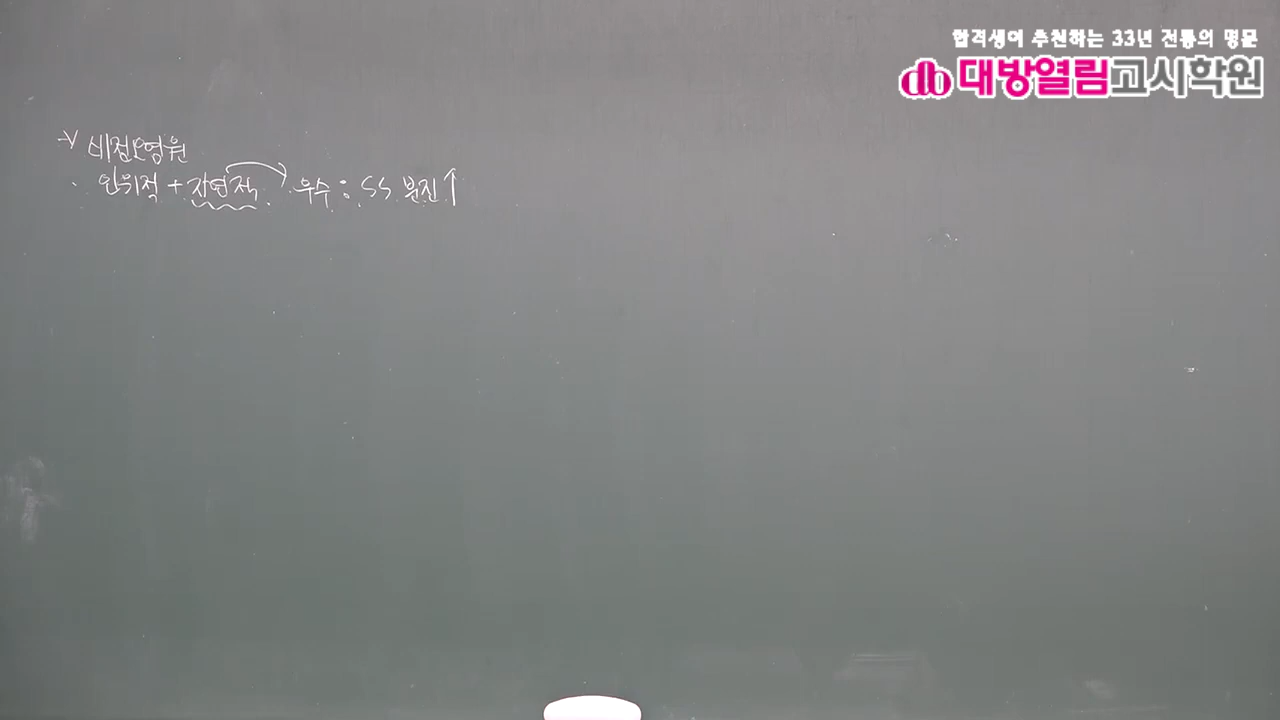 합격생이 추천하는 33년 전통의 명문
대방열림고시학원
→ 비점오염원
· 인위적 + 자연적 → 우수 : SS 분진↑